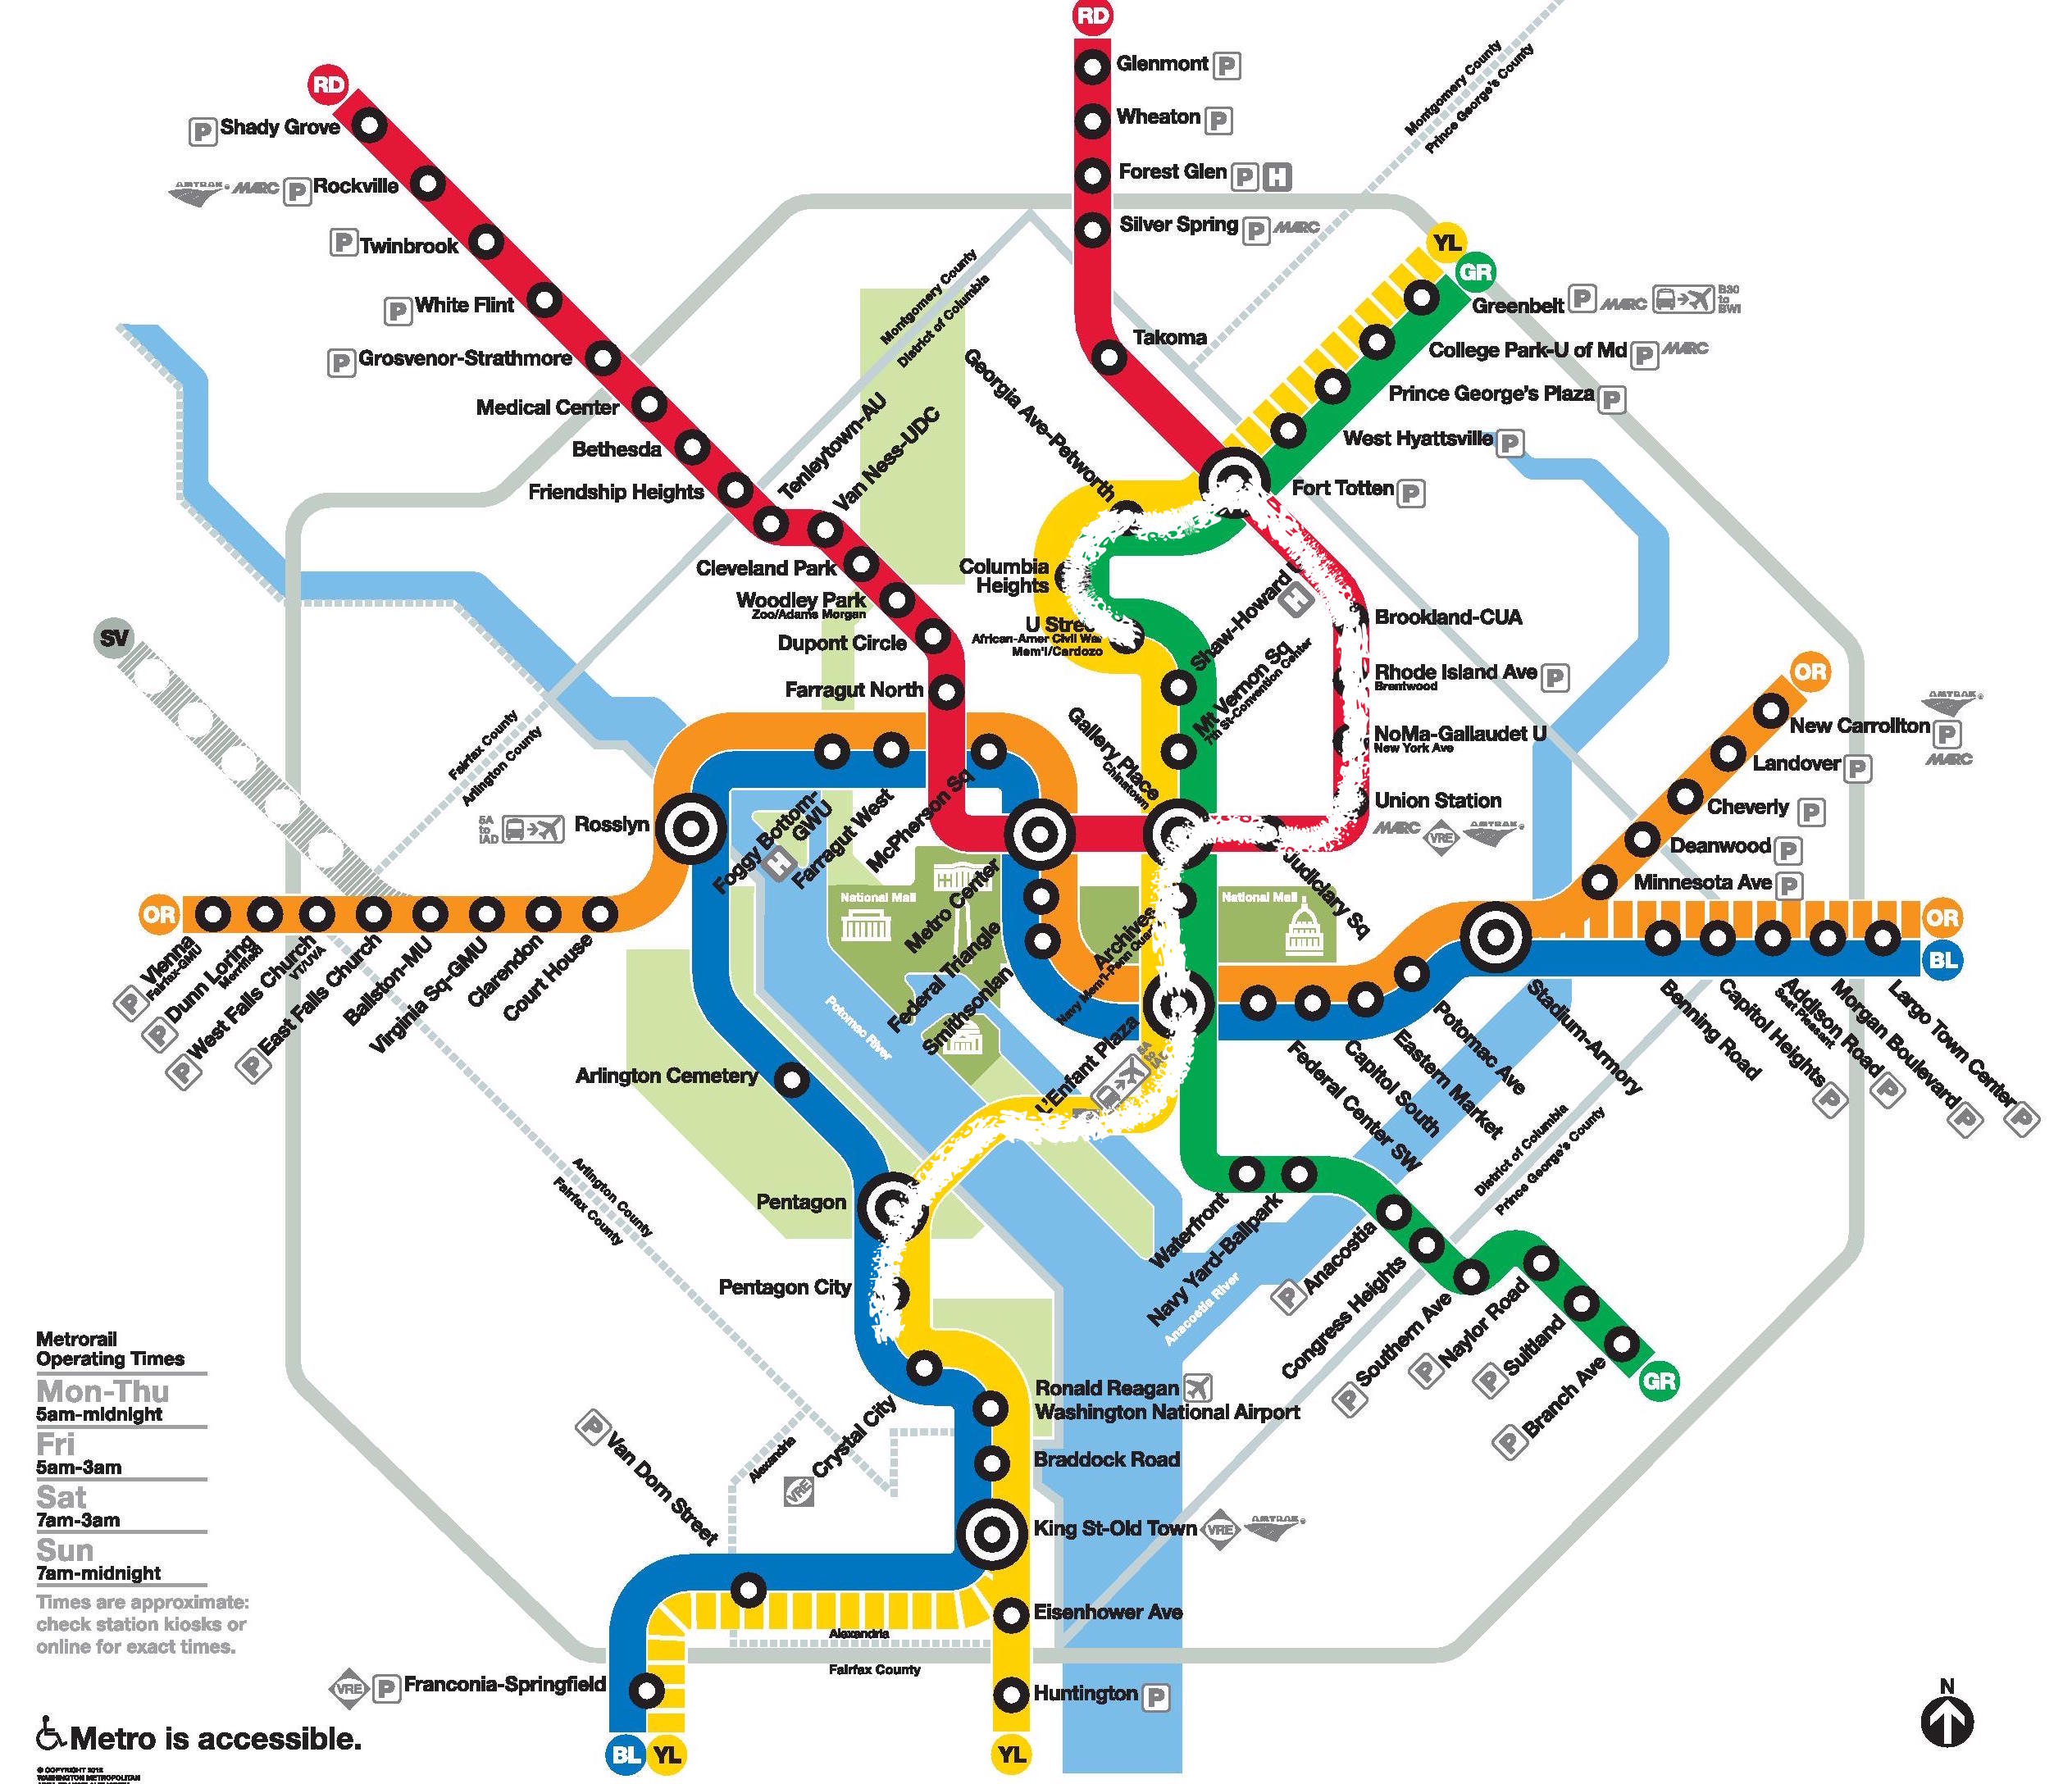 RD
Glenmont P
Wheaton P
Forest Glen P H
Silver Spring P MARC
Takoma
Montgomery County
Prince George's County
RD
P Shady Grove
AMTRAK MARC P Rockville
P Twinbrook
P White Flint
P Grosvenor-Strathmore
Medical Center
Bethesda
Friendship Heights
Tenleytown-AU
Van Ness-UDC
Cleveland Park
Woodley Park
Zoo/Adams Morgan
Dupont Circle
Farragut North
Montgomery County
District of Columbia
YL
GR
Greenbelt P MARC B30
to
BWI
College Park-U of Md P MARC
Prince George's Plaza P
West Hyattsville P
Fort Totten P
Georgia Ave-Petworth
Columbia
Heights
U
African-Amer Civil War
Mem'l/Cardozo
Shaw-Howard
H
Mt Vernon Sq
7th St-Convention Center
Gallery Place
Chinatown
Brookland-CUA
Rhode Island Ave P
Brentwood
NoMa-Gallaudet U
New York Ave
Union Station
MARC VRE AMTRAK
Judiciary Sq
SV
Fairfax County
Arlington County
5A
to
IAD
Rosslyn
Foggy Bottom-
GWU
H
Farragut West
McPherson Sq
Metro Center
Federal Triangle
Smithsonian
National Mall
National Mall
Archives
L'Enfant Plaza
Potomac River
OR
P Vienna
Fairfax-GMU
P Dunn Loring
Merrifield
P West Falls Church
VT/UVA
P East Falls Church
Ballston-MU
Virginia Sq-GMU
Clarendon
Court House
OR
New Carrollton P
AMTRAK
MARC
Landover P
Cheverly P
Deanwood P
Minnesota Ave P
OR
BL
Stadium-Armory
Potomac Ave
Eastern Market
Capitol South
Federal Center SW
Benning Road
Capitol Heights P
Addison Road P
Seat Pleasant
Morgan Boulevard P
Largo Town Center P
District of Columbia
Prince George's County
Arlington Cemetery
Arlington County
Fairfax County
Pentagon
Pentagon City
Waterfront
Navy Yard-Ballpark
Anacostia River
P Anacostia
Congress Heights
P Southern Ave
P Naylor Road
P Suitland
P Branch Ave
GR
VRE Crystal City
Ronald Reagan
Washington National Airport
Braddock Road
King St-Old Town VRE AMTRAK
P Van Dorn Street
Alexandria
Eisenhower Ave
Alexandria
Fairfax County
VRE P Franconia-Springfield
Huntington P
BL YL
YL
Metrorail
Operating Times
Mon-Thu
5am-midnight
Fri
5am-3am
Sat
7am-3am
Sun
7am-midnight
Times are approximate:
check station kiosks or
online for exact times.
Metro is accessible.
© COPYRIGHT 2012
WASHINGTON METROPOLITAN
N